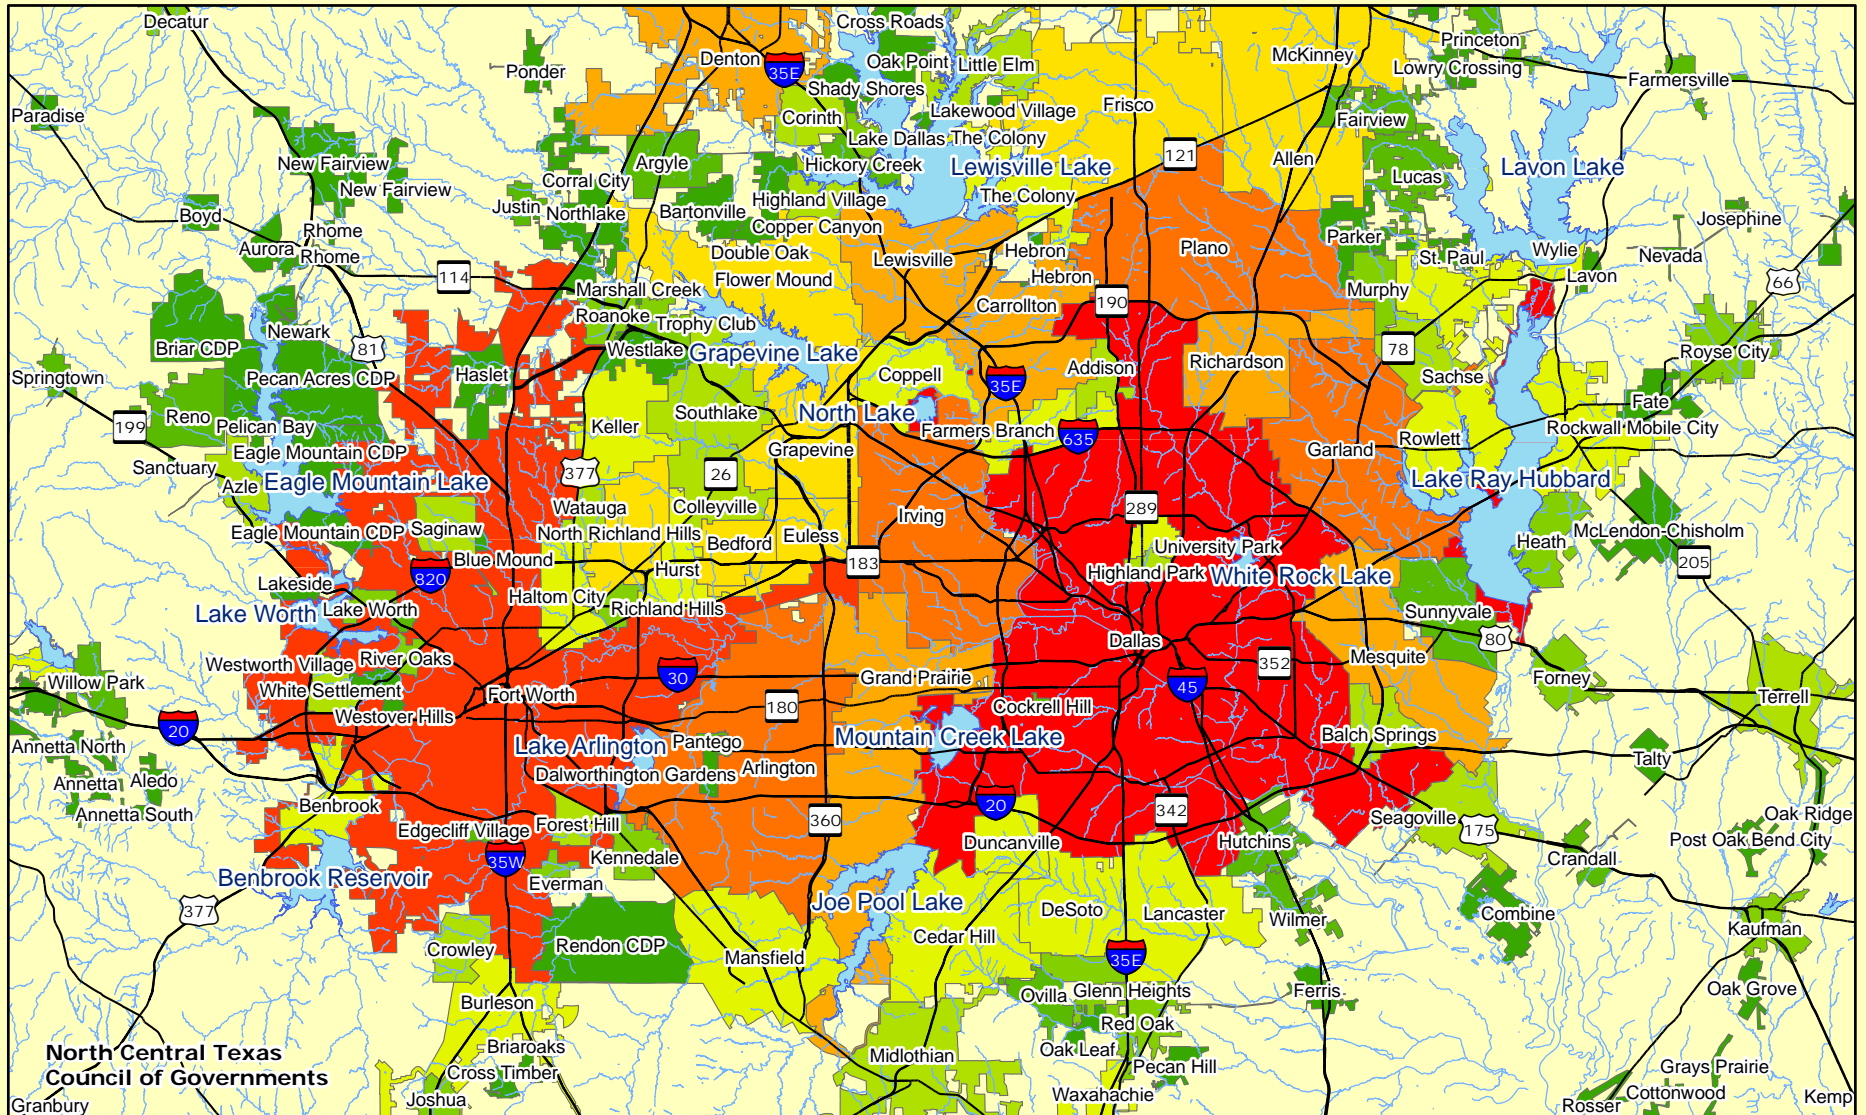 Decatur
Cross Roads
Princeton
Denton
35E
Oak Point
Little Elm
McKinney
Lowry Crossing
Ponder
Farmersville
Shady Shores
Paradise
Corinth
Lakewood Village
Frisco
Fairview
Lake Dallas
The Colony
121
New Fairview
Argyle
Hickory Creek
Lewisville Lake
Allen
Lavon Lake
Corral City
Lucas
New Fairview
Highland Village
The Colony
Boyd
Justin
Northlake
Bartonville
Josephine
Rhome
Copper Canyon
Parker
Aurora
Rhome
Double Oak
Lewisville
Hebron
Plano
St. Paul
Wylie
Nevada
114
Flower Mound
Hebron
Lavon
66
Marshall Creek
Murphy
Carrollton
190
Roanoke
Trophy Club
Newark
Briar CDP
81
Westlake
Grapevine Lake
78
Royse City
Springtown
Pecan Acres CDP
Haslet
Coppell
35E
Addison
Richardson
Sachse
Southlake
North Lake
Fate
199
Reno
Pelican Bay
Keller
Farmers Branch
635
Rockwall
Mobile City
Rowlett
Eagle Mountain CDP
Grapevine
Garland
Sanctuary
377
26
Azle
Eagle Mountain Lake
Lake Ray Hubbard
Watauga
Colleyville
289
Saginaw
Irving
Eagle Mountain CDP
North Richland Hills
Bedford
Euless
McLendon-Chisholm
Heath
University Park
Blue Mound
183
205
820
Hurst
Highland Park
White Rock Lake
Lakeside
Haltom City
Lake Worth
Lake Worth
Richland Hills
Sunnyvale
Dallas
80
Westworth Village
River Oaks
352
Mesquite
Willow Park
30
Grand Prairie
45
Forney
White Settlement
Fort Worth
Terrell
180
Cockrell Hill
Westover Hills
20
Annetta North
Lake Arlington
Pantego
Mountain Creek Lake
Balch Springs
Talty
Annetta
Aledo
Dalworthington Gardens
Arlington
Benbrook
20
342
Annetta South
360
Seagoville
Oak Ridge
Edgecliff Village
Forest Hill
175
Duncanville
Hutchins
Post Oak Bend City
35W
Kennedale
Crandall
Benbrook Reservoir
Everman
377
Joe Pool Lake
DeSoto
Lancaster
Wilmer
Combine
Kaufman
Crowley
Rendon CDP
Mansfield
Cedar Hill
35E
Burleson
Ovilla
Glenn Heights
Ferris
Oak Grove
Red Oak
Briaroaks
Oak Leaf
North Central Texas
Council of Governments
Midlothian
Cross Timber
Pecan Hill
Grays Prairie
Joshua
Waxahachie
Cottonwood
Kemp
Granbury
Rosser